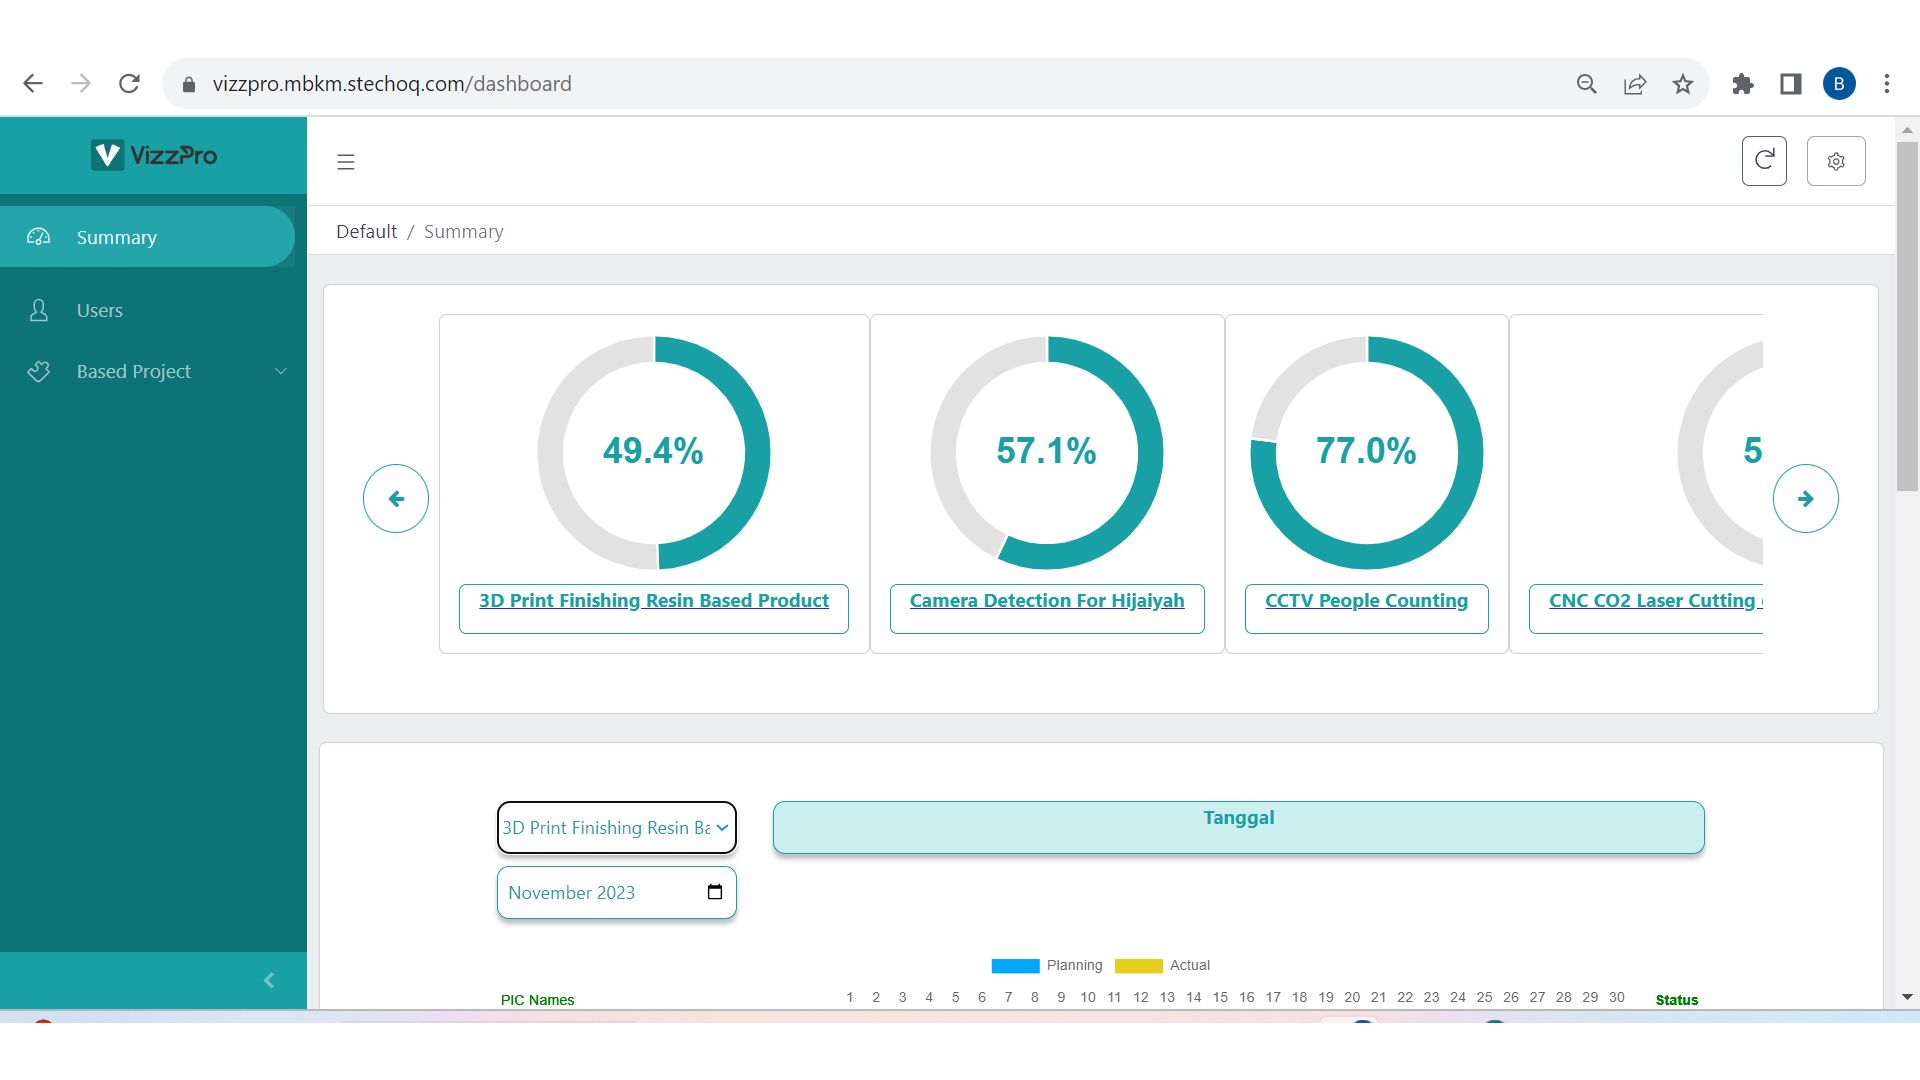 vizzpro.mbkm.stechoq.com/dashboard
B
VizzPro
Summary
Users
Based Project
Default / Summary
49.4%
57.1%
77.0%
5
3D Print Finishing Resin Based Product
Camera Detection For Hijaiyah
CCTV People Counting
CNC CO2 Laser Cutting
3D Print Finishing Resin Ba
Tanggal
November 2023
Planning Actual
PIC Names 1 2 3 4 5 6 7 8 9 10 11 12 13 14 15 16 17 18 19 20 21 22 23 24 25 26 27 28 29 30 Status